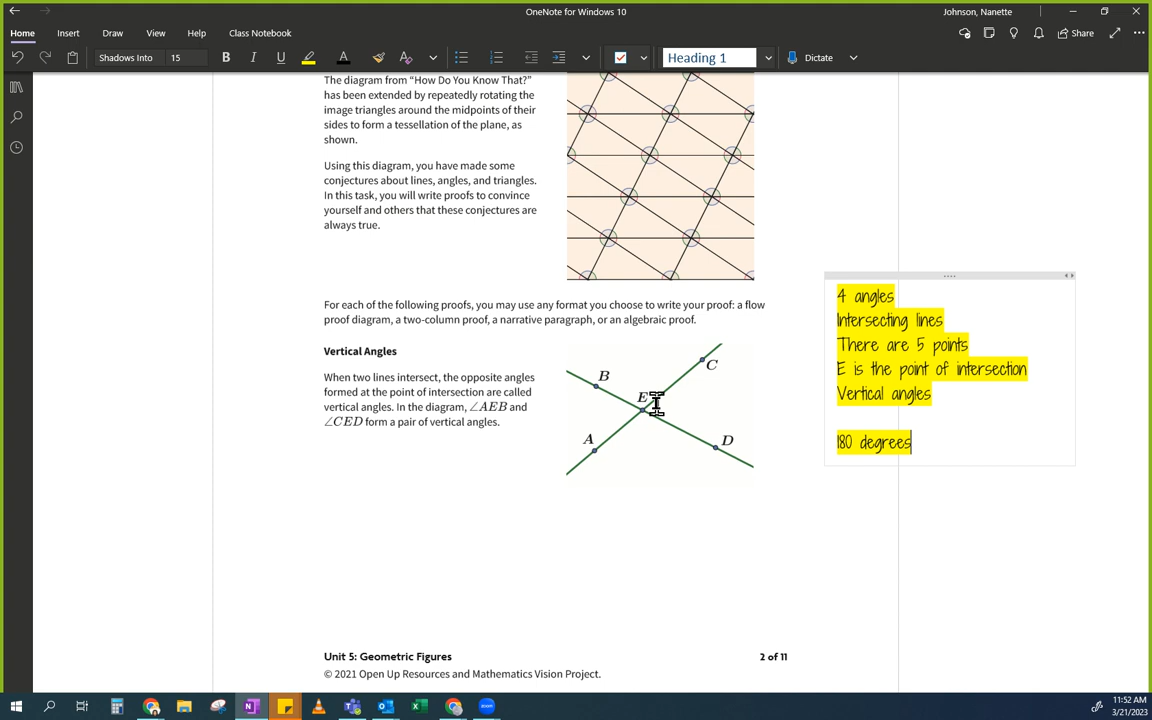 OneNote for Windows 10
Johnson, Nanette
Home Insert Draw View Help Class Notebook
Share
Shadows Into 15 B I U A Heading 1 Dictate
The diagram from “How Do You Know That?”
has been extended by repeatedly rotating the
image triangles around the midpoints of their
sides to form a tessellation of the plane, as
shown.
Using this diagram, you have made some
conjectures about lines, angles, and triangles.
In this task, you will write proofs to convince
yourself and others that these conjectures are
always true.
For each of the following proofs, you may use any format you choose to write your proof: a flow
proof diagram, a two-column proof, a narrative paragraph, or an algebraic proof.
Vertical Angles
When two lines intersect, the opposite angles
formed at the point of intersection are called
vertical angles. In the diagram, ∠AEB and
∠CED form a pair of vertical angles.
B
C
E
A
D
4 angles
Intersecting lines
There are 5 points
E is the point of intersection
Vertical angles
180 degrees
Unit 5: Geometric Figures
2 of 11
© 2021 Open Up Resources and Mathematics Vision Project.
11:52 AM
3/21/2023